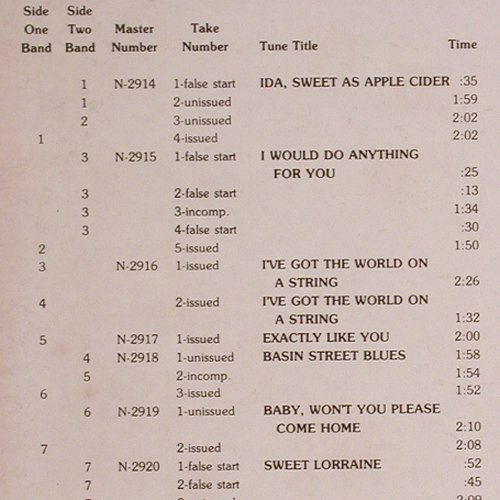 Side Side
One Two Master Take
Band Band Number Number Tune Title Time
1 N-2914 1-false start IDA, SWEET AS APPLE CIDER :35
1 2-unissued 1:59
2 3-unissued 2:02
1 4-issued 2:02
3 N-2915 1-false start I WOULD DO ANYTHING
FOR YOU :25
3 2-false start :13
3 3-incomp. 1:34
3 4-false start :30
2 5-issued 1:50
3 N-2916 1-issued I'VE GOT THE WORLD ON
A STRING 2:26
4 2-issued I'VE GOT THE WORLD ON
A STRING 1:32
5 N-2917 1-issued EXACTLY LIKE YOU 2:00
4 N-2918 1-unissued BASIN STREET BLUES 1:58
5 2-incomp. 1:54
6 3-issued 1:52
6 N-2919 1-unissued BABY, WON'T YOU PLEASE
COME HOME 2:10
7 2-issued 2:08
7 N-2920 1-false start SWEET LORRAINE :52
7 2-false start :45